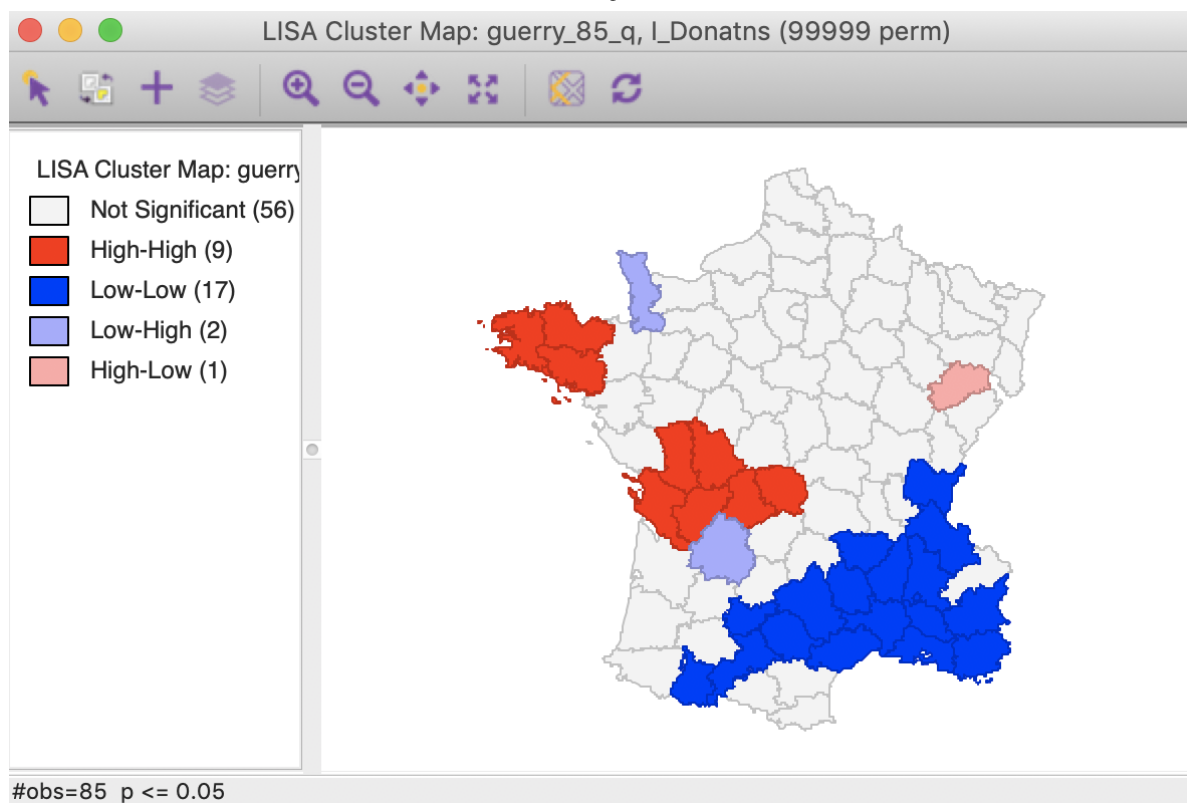 LISA Cluster Map: guerry_85_q, I_Donatns (99999 perm)
LISA Cluster Map: guerry
Not Significant (56)
High-High (9)
Low-Low (17)
Low-High (2)
High-Low (1)
#obs=85 p <= 0.05